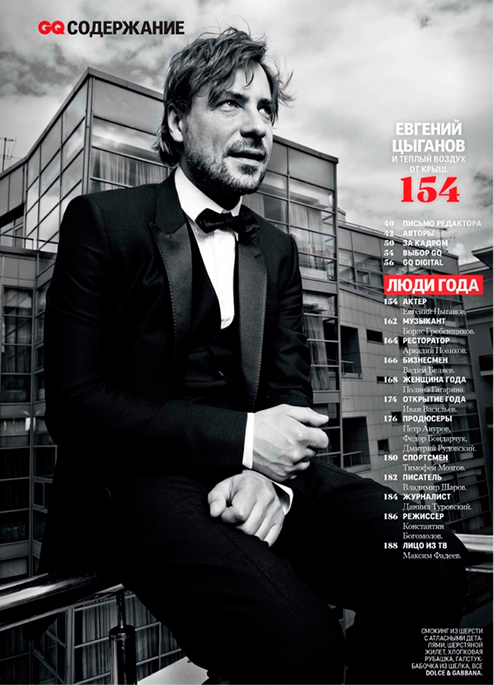 GQ СОДЕРЖАНИЕ
ЕВГЕНИЙ
ЦЫГАНОВ
И ТЕПЛЫЙ ВОЗДУХ
ОТ КРЫШ.
154
40 ПИСЬМО РЕДАКТОРА
42 АВТОРЫ
50 ЗА КАДРОМ
54 ВЫБОР GQ
56 GQ DIGITAL
ЛЮДИ ГОДА
154 АКТЕР
Евгений Цыганов.
162 МУЗЫКАНТ
Борис Гребенщиков.
164 РЕСТОРАТОР
Аркадий Новиков.
166 БИЗНЕСМЕН
Вадим Беляев.
168 ЖЕНЩИНА ГОДА
Полина Гагарина.
174 ОТКРЫТИЕ ГОДА
Иван Васильев.
176 ПРОДЮСЕРЫ
Петр Ануров,
Федор Бондарчук,
Дмитрий Рудовский.
180 СПОРТСМЕН
Тимофей Мозгов.
182 ПИСАТЕЛЬ
Владимир Шаров.
184 ЖУРНАЛИСТ
Даниил Туровский.
186 РЕЖИССЕР
Константин
Богомолов.
188 ЛИЦО ИЗ ТВ
Максим Фадеев.
СМОКИНГ ИЗ ШЕРСТИ
С АТЛАСНЫМИ ДЕТА-
ЛЯМИ, ШЕРСТЯНОЙ
ЖИЛЕТ, ХЛОПКОВАЯ
РУБАШКА, ГАЛСТУК-
БАБОЧКА ИЗ ШЕЛКА, ВСЕ
DOLCE & GABBANA.